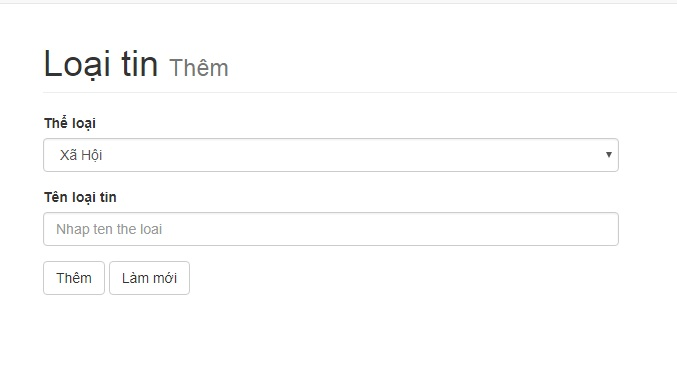 Loại tin Thêm
Thể loại
Xã Hội
Tên loại tin
Nhap ten the loai
Thêm Làm mới